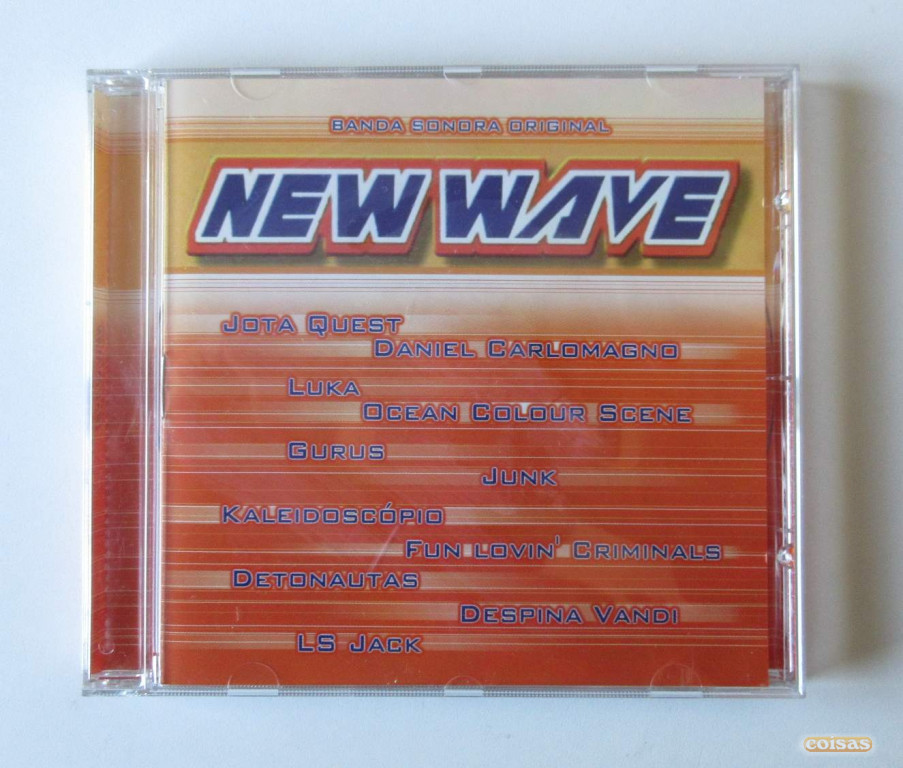 BANDA SONORA ORIGINAL
NEW WAVE
JOTA QUEST
DANIEL CARLOMAGNO
LUKA
OCEAN COLOUR SCENE
GURUS
JUNK
KALEIDOSCÓPIO
FUN LOVIN' CRIMINALS
DETONAUTAS
DESPINA VANDI
LS JACK
coisas